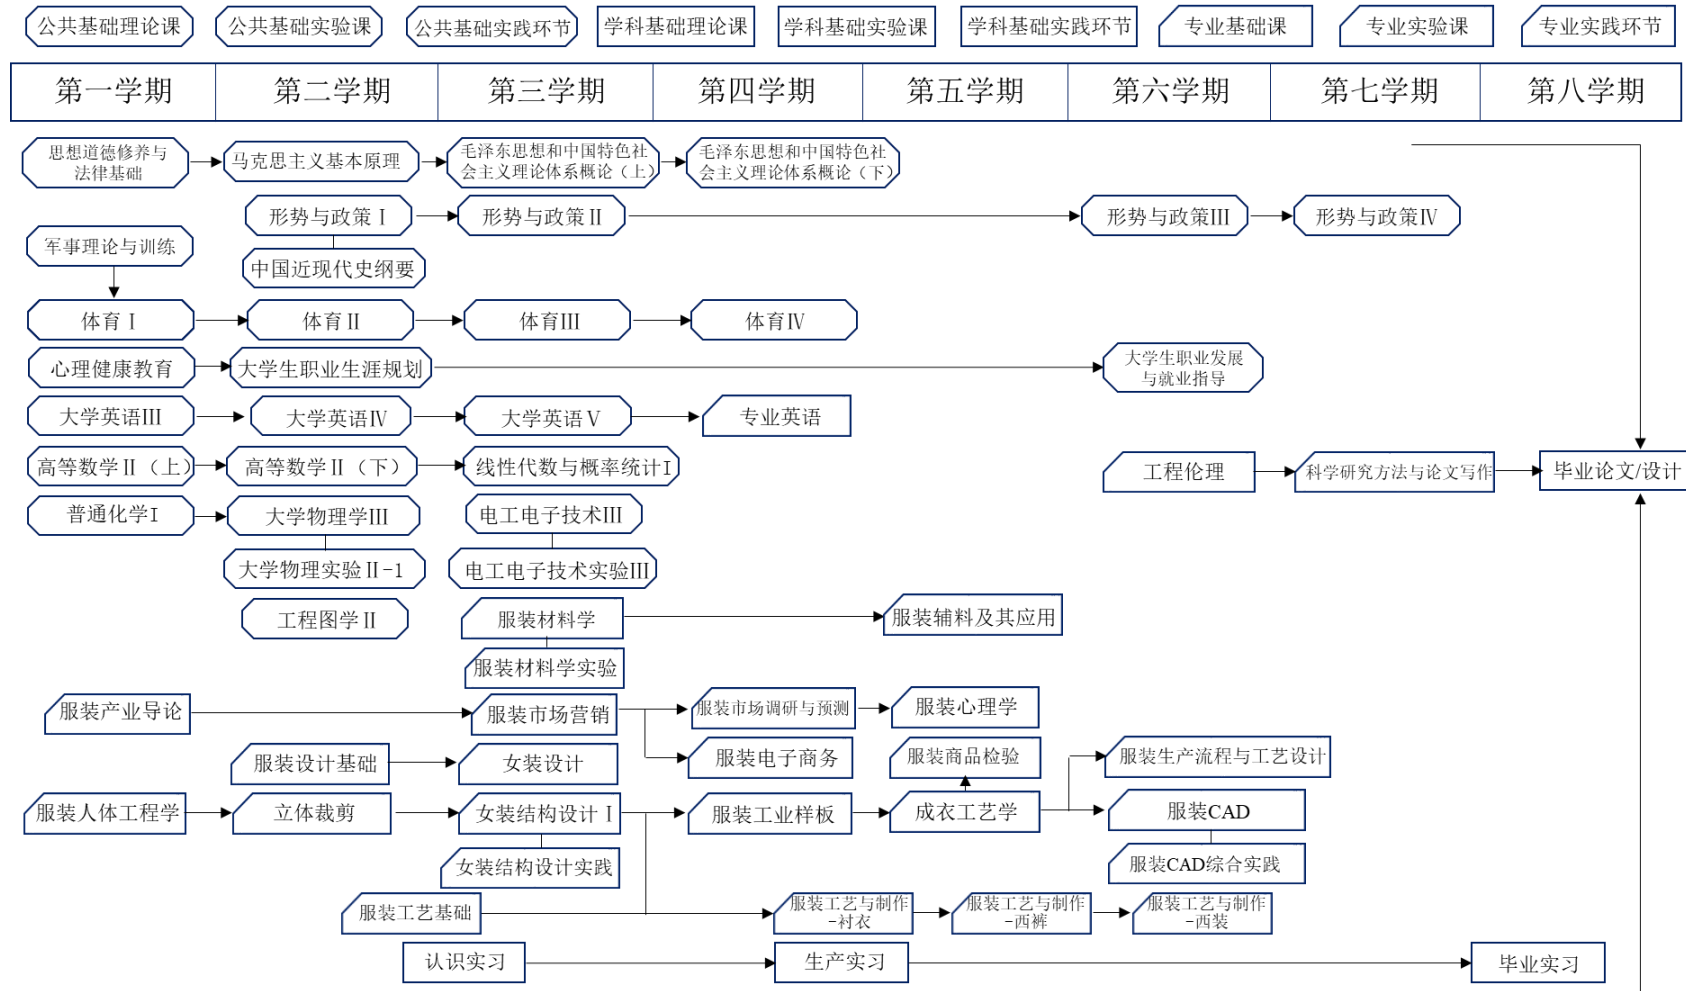 公共基础理论课
公共基础实验课
公共基础实践环节
学科基础理论课
学科基础实验课
学科基础实践环节
专业基础课
专业实验课
专业实践环节
第一学期
第二学期
第三学期
第四学期
第五学期
第六学期
第七学期
第八学期
思想道德修养与
法律基础
马克思主义基本原理
毛泽东思想和中国特色社
会主义理论体系概论（上）
毛泽东思想和中国特色社
会主义理论体系概论（下）
形势与政策Ⅰ
形势与政策Ⅱ
形势与政策Ⅲ
形势与政策Ⅳ
军事理论与训练
中国近现代史纲要
体育Ⅰ
体育Ⅱ
体育Ⅲ
体育Ⅳ
心理健康教育
大学生职业生涯规划
大学生职业发展
与就业指导
大学英语Ⅲ
大学英语Ⅳ
大学英语Ⅴ
专业英语
高等数学Ⅱ（上）
高等数学Ⅱ（下）
线性代数与概率统计I
工程伦理
科学研究方法与论文写作
毕业论文/设计
普通化学I
大学物理学Ⅲ
电工电子技术Ⅲ
大学物理实验Ⅱ-1
电工电子技术实验Ⅲ
工程图学Ⅱ
服装材料学
服装辅料及其应用
服装材料学实验
服装产业导论
服装市场营销
服装市场调研与预测
服装心理学
服装设计基础
女装设计
服装电子商务
服装商品检验
服装生产流程与工艺设计
服装人体工程学
立体裁剪
女装结构设计Ⅰ
服装工业样板
成衣工艺学
服装CAD
女装结构设计实践
服装CAD综合实践
服装工艺基础
服装工艺与制作
-衬衣
服装工艺与制作
-西裤
服装工艺与制作
-西装
认识实习
生产实习
毕业实习